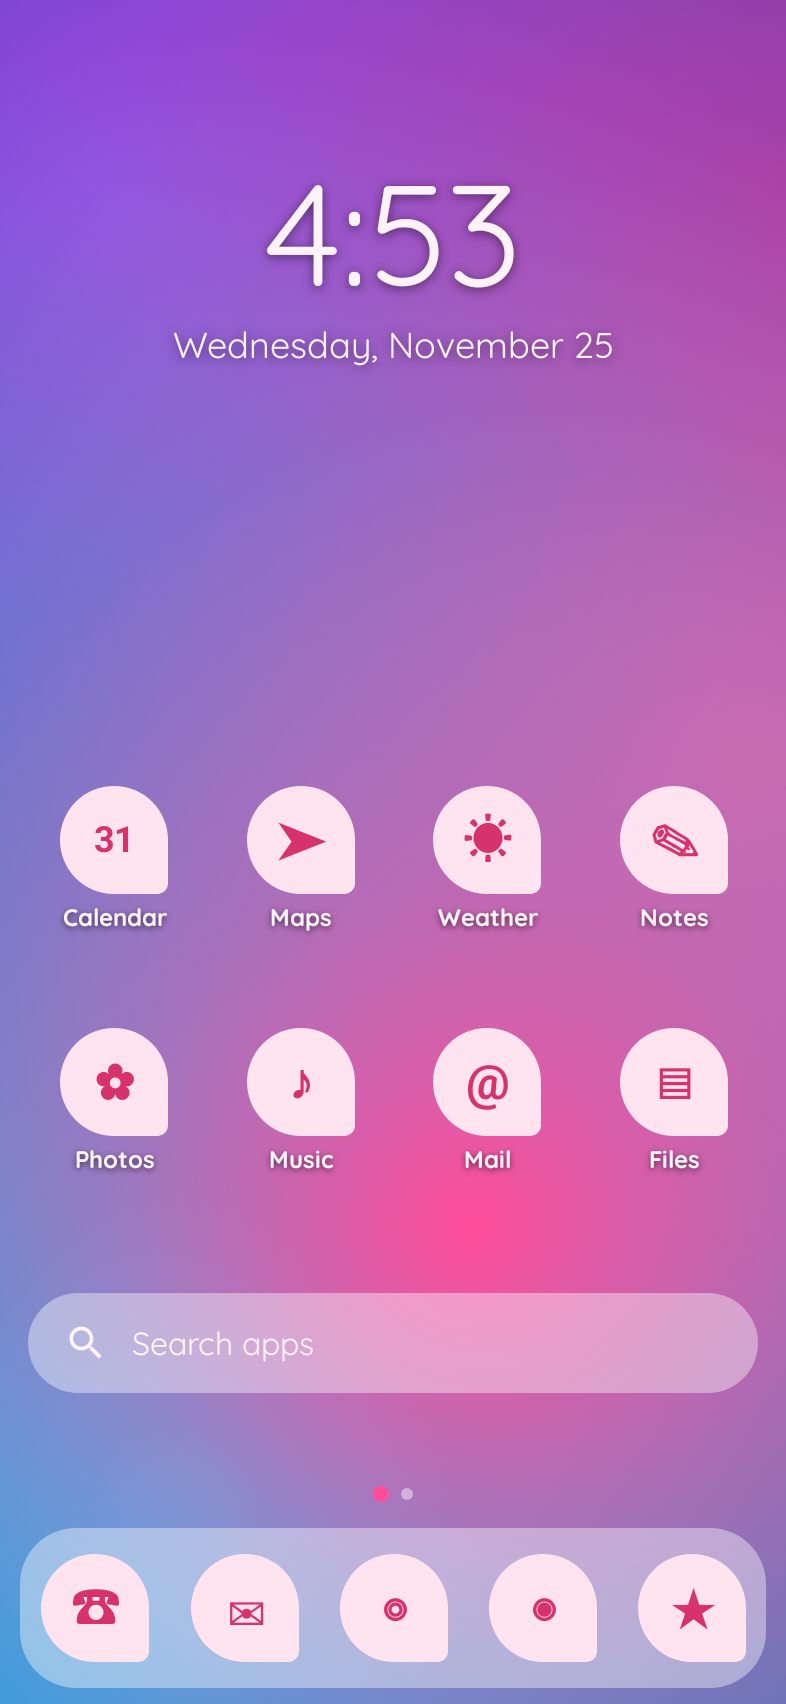 4:53
Wednesday, November 25
31
Calendar
Maps
Weather
Notes
@
Photos
Music
Mail
Files
Search apps